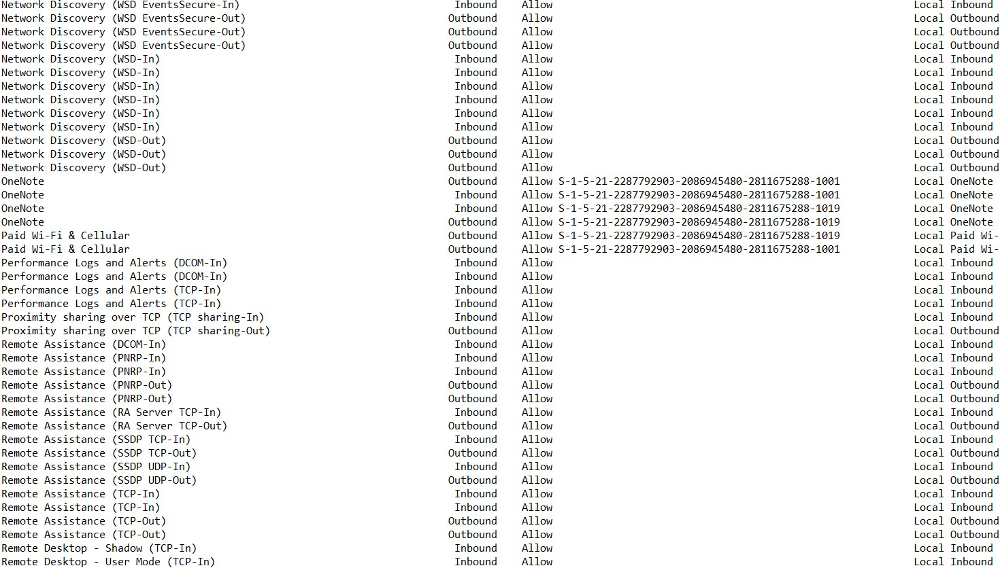 Network Discovery (WSD EventsSecure-In) Inbound Allow Local Inbound
Network Discovery (WSD EventsSecure-Out) Outbound Allow Local Outbound
Network Discovery (WSD EventsSecure-Out) Outbound Allow Local Outbound
Network Discovery (WSD EventsSecure-Out) Outbound Allow Local Outbound
Network Discovery (WSD-In) Inbound Allow Local Inbound
Network Discovery (WSD-In) Inbound Allow Local Inbound
Network Discovery (WSD-In) Inbound Allow Local Inbound
Network Discovery (WSD-In) Inbound Allow Local Inbound
Network Discovery (WSD-In) Inbound Allow Local Inbound
Network Discovery (WSD-In) Inbound Allow Local Inbound
Network Discovery (WSD-Out) Outbound Allow Local Outbound
Network Discovery (WSD-Out) Outbound Allow Local Outbound
Network Discovery (WSD-Out) Outbound Allow Local Outbound
OneNote Outbound Allow S-1-5-21-2287792903-2086945480-2811675288-1001 Local OneNote
OneNote Inbound Allow S-1-5-21-2287792903-2086945480-2811675288-1001 Local OneNote
OneNote Inbound Allow S-1-5-21-2287792903-2086945480-2811675288-1019 Local OneNote
OneNote Outbound Allow S-1-5-21-2287792903-2086945480-2811675288-1019 Local OneNote
Paid Wi-Fi & Cellular Outbound Allow S-1-5-21-2287792903-2086945480-2811675288-1019 Local Paid Wi-
Paid Wi-Fi & Cellular Outbound Allow S-1-5-21-2287792903-2086945480-2811675288-1001 Local Paid Wi-
Performance Logs and Alerts (DCOM-In) Inbound Allow Local Inbound
Performance Logs and Alerts (DCOM-In) Inbound Allow Local Inbound
Performance Logs and Alerts (TCP-In) Inbound Allow Local Inbound
Performance Logs and Alerts (TCP-In) Inbound Allow Local Inbound
Proximity sharing over TCP (TCP sharing-In) Inbound Allow Local Inbound
Proximity sharing over TCP (TCP sharing-Out) Outbound Allow Local Outbound
Remote Assistance (DCOM-In) Inbound Allow Local Inbound
Remote Assistance (PNRP-In) Inbound Allow Local Inbound
Remote Assistance (PNRP-In) Inbound Allow Local Inbound
Remote Assistance (PNRP-Out) Outbound Allow Local Outbound
Remote Assistance (PNRP-Out) Outbound Allow Local Outbound
Remote Assistance (RA Server TCP-In) Inbound Allow Local Inbound
Remote Assistance (RA Server TCP-Out) Outbound Allow Local Outbound
Remote Assistance (SSDP TCP-In) Inbound Allow Local Inbound
Remote Assistance (SSDP TCP-Out) Outbound Allow Local Outbound
Remote Assistance (SSDP UDP-In) Inbound Allow Local Inbound
Remote Assistance (SSDP UDP-Out) Outbound Allow Local Outbound
Remote Assistance (TCP-In) Inbound Allow Local Inbound
Remote Assistance (TCP-In) Inbound Allow Local Inbound
Remote Assistance (TCP-Out) Outbound Allow Local Outbound
Remote Assistance (TCP-Out) Outbound Allow Local Outbound
Remote Desktop - Shadow (TCP-In) Inbound Allow Local Inbound
Remote Desktop - User Mode (TCP-In) Inbound Allow Local Inbound